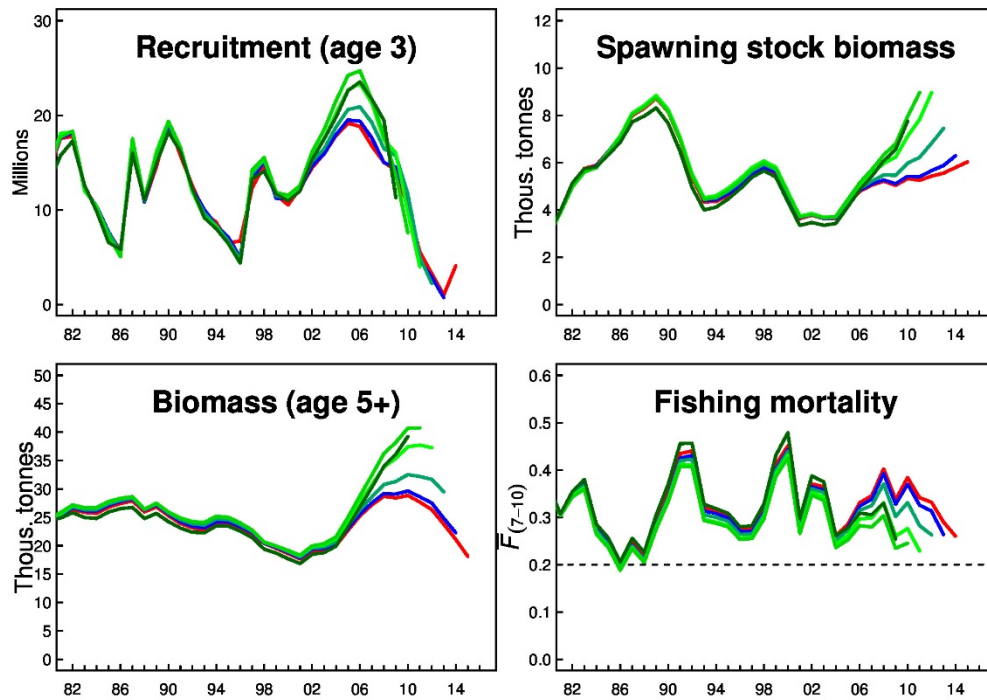 Recruitment (age 3)
Millions
30
20
10
0
82 86 90 94 98 02 06 10 14
Spawning stock biomass
Thous. tonnes
12
10
8
6
4
2
0
82 86 90 94 98 02 06 10 14
Biomass (age 5+)
Thous. tonnes
50
45
40
35
30
25
20
15
10
5
0
82 86 90 94 98 02 06 10 14
Fishing mortality
F(7−10)
0.6
0.5
0.4
0.3
0.2
0.1
0.0
82 86 90 94 98 02 06 10 14